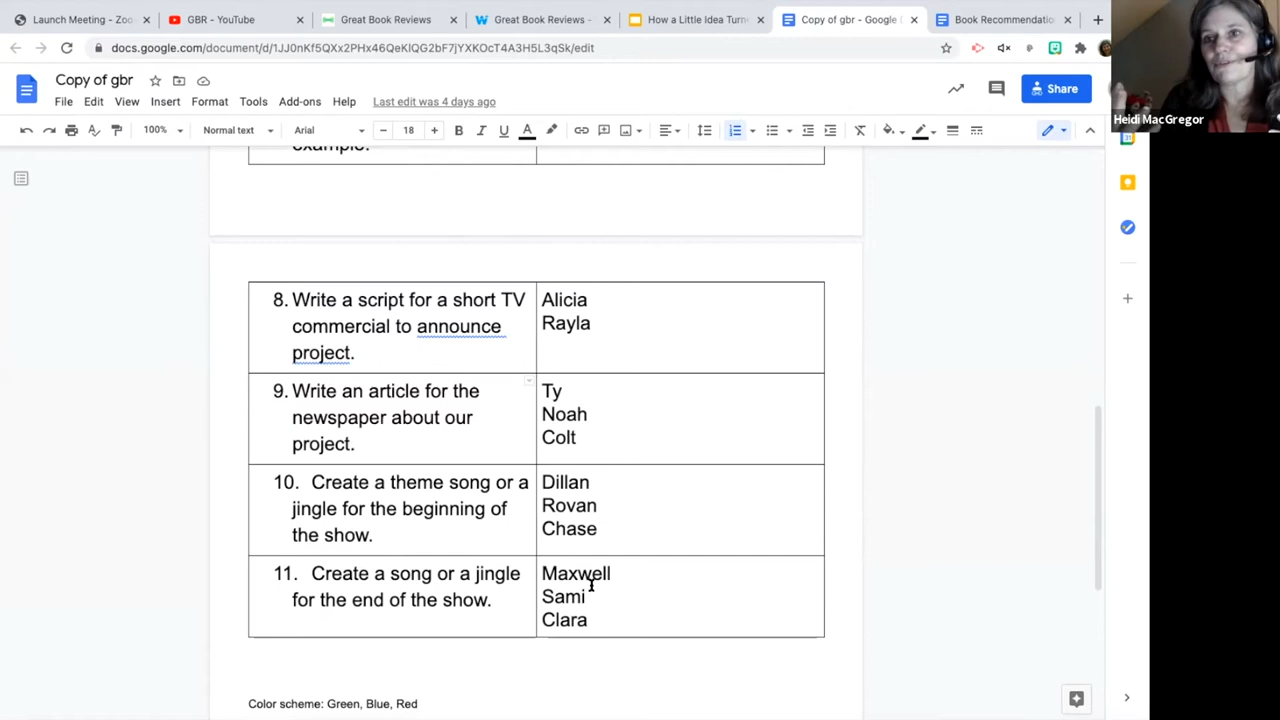 Launch Meeting - Zoo
GBR - YouTube
Great Book Reviews
Great Book Reviews -
How a Little Idea Turn
Copy of gbr - Google
Book Recommendatio
docs.google.com/document/d/1JJ0nKf5QXx2PHx46QeKlQG2bF7jYXKOcT4A3H5L3qSk/edit
Copy of gbr
File Edit View Insert Format Tools Add-ons Help Last edit was 4 days ago
Share
100% Normal text Arial 18
Heidi MacGregor
example.
8. Write a script for a short TV
commercial to announce
project.
Alicia
Rayla
9. Write an article for the
newspaper about our
project.
Ty
Noah
Colt
10. Create a theme song or a
jingle for the beginning of
the show.
Dillan
Rovan
Chase
11. Create a song or a jingle
for the end of the show.
Maxwell
Sami
Clara
Color scheme: Green, Blue, Red